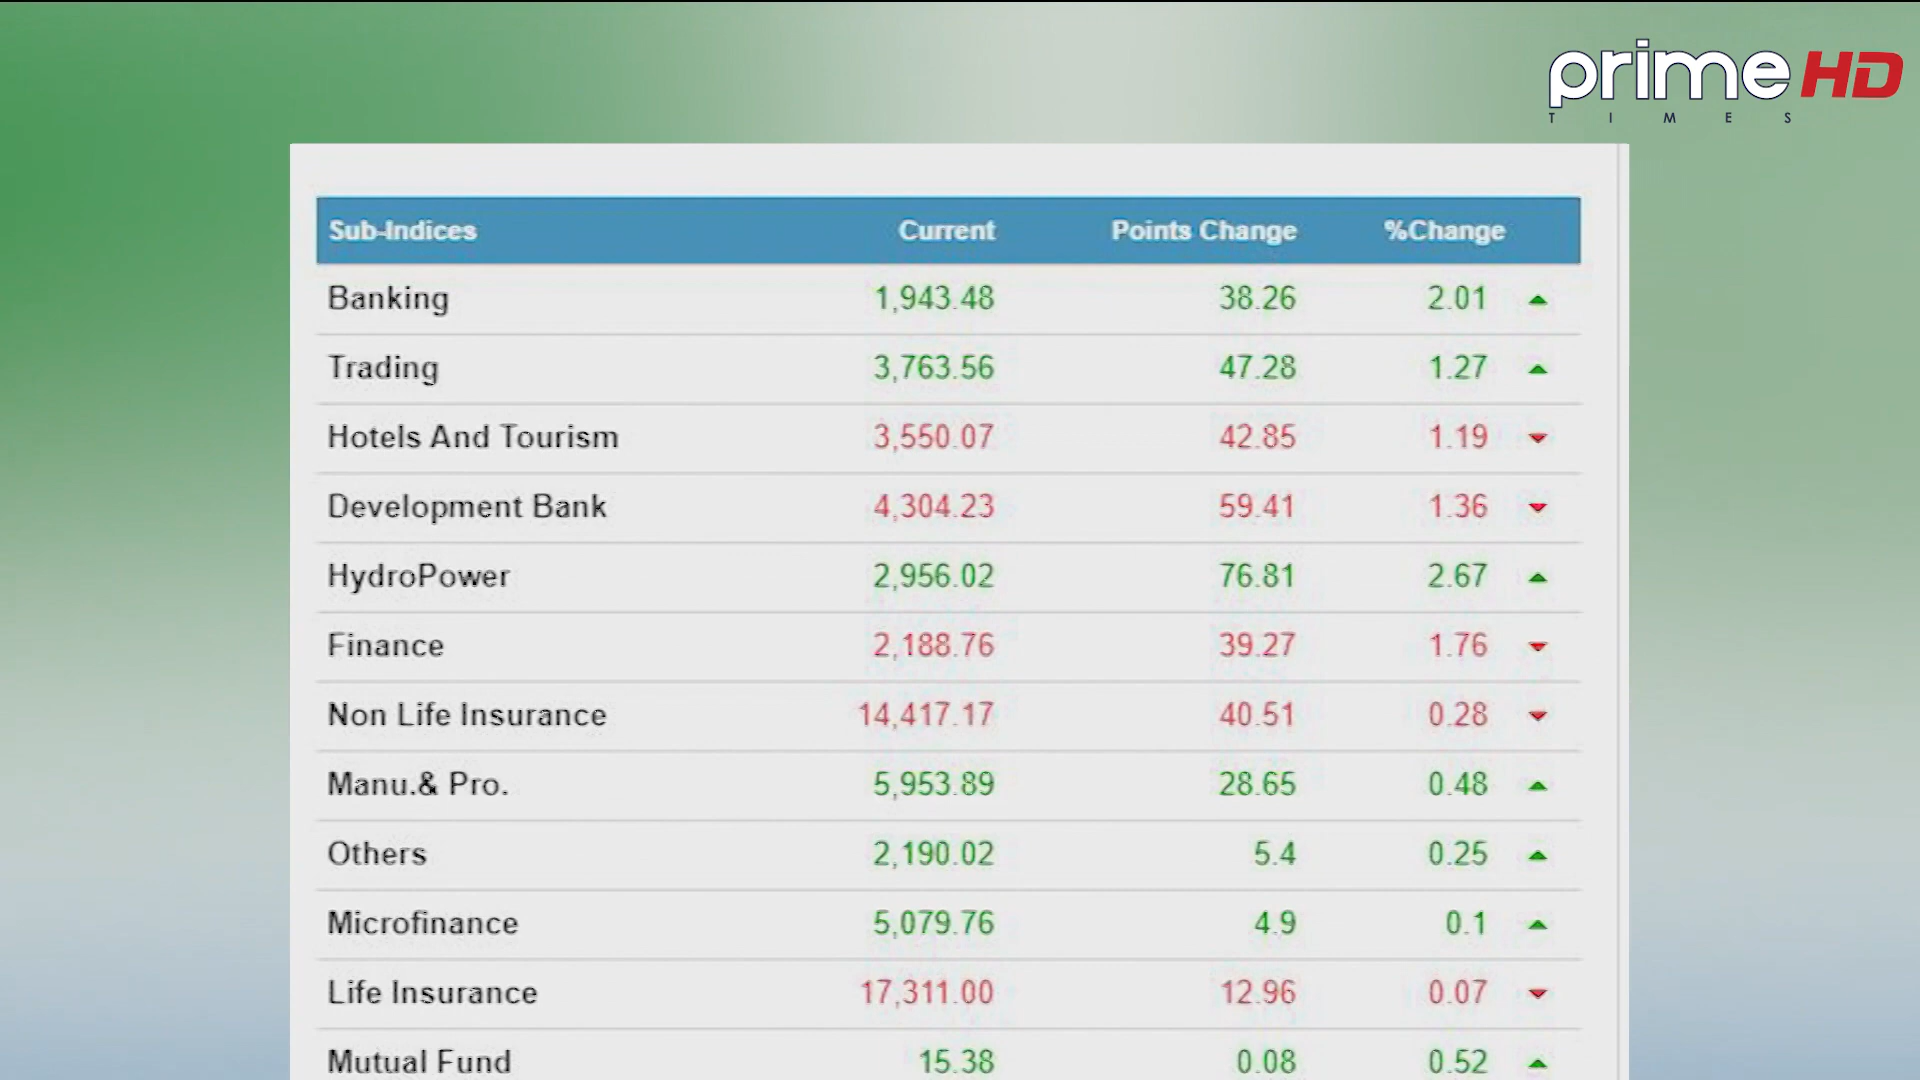 prime HD
TIMES
Sub-Indices Current Points Change %Change
Banking 1,943.48 38.26 2.01
Trading 3,763.56 47.28 1.27
Hotels And Tourism 3,550.07 42.85 1.19
Development Bank 4,304.23 59.41 1.36
HydroPower 2,956.02 76.81 2.67
Finance 2,188.76 39.27 1.76
Non Life Insurance 14,417.17 40.51 0.28
Manu.& Pro. 5,953.89 28.65 0.48
Others 2,190.02 5.4 0.25
Microfinance 5,079.76 4.9 0.1
Life Insurance 17,311.00 12.96 0.07
Mutual Fund 15.38 0.08 0.52